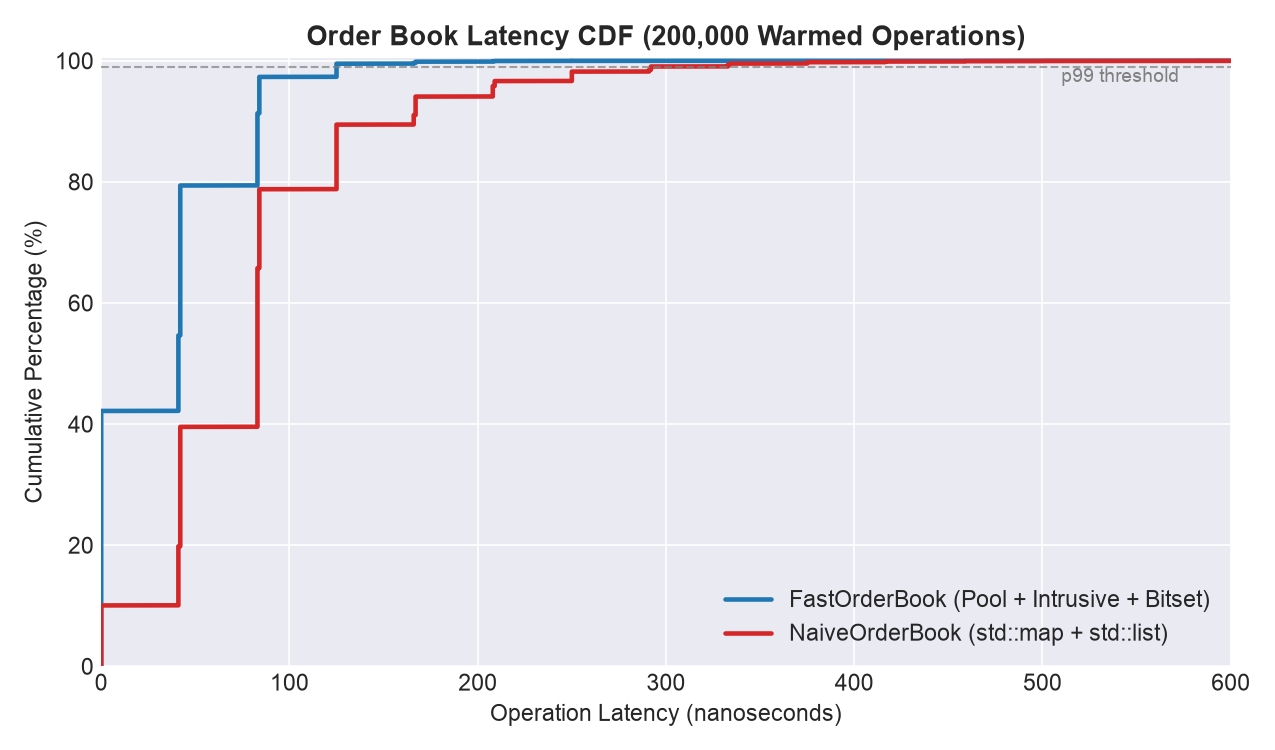 Order Book Latency CDF (200,000 Warmed Operations)
100
p99 threshold
80
60
40
20
0
Cumulative Percentage (%)
FastOrderBook (Pool + Intrusive + Bitset)
NaiveOrderBook (std::map + std::list)
0 100 200 300 400 500 600
Operation Latency (nanoseconds)